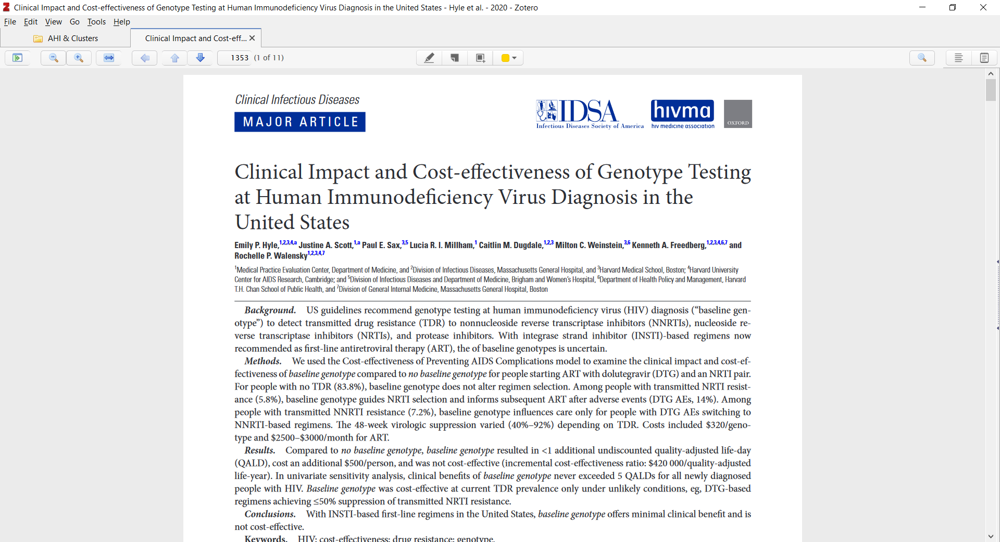 Clinical Impact and Cost-effectiveness of Genotype Testing at Human Immunodeficiency Virus Diagnosis in the United States - Hyle et al. - 2020 - Zotero
File Edit View Go Tools Help
AHI & Clusters
Clinical Impact and Cost-eff...
1353 (1 of 11)
Clinical Infectious Diseases
MAJOR ARTICLE
IDSA
Infectious Diseases Society of America
hivma
hiv medicine association
OXFORD
Clinical Impact and Cost-effectiveness of Genotype Testing
at Human Immunodeficiency Virus Diagnosis in the
United States
Emily P. Hyle,1,2,3,4,a Justine A. Scott,1,a Paul E. Sax,3,5 Lucia R. I. Millham,1 Caitlin M. Dugdale,1,2,3 Milton C. Weinstein,3,6 Kenneth A. Freedberg,1,2,3,4,6,7 and
Rochelle P. Walensky1,2,3,4,7
1Medical Practice Evaluation Center, Department of Medicine, and 2Division of Infectious Diseases, Massachusetts General Hospital, and 3Harvard Medical School, Boston; 4Harvard University
Center for AIDS Research, Cambridge; and 5Division of Infectious Diseases and Department of Medicine, Brigham and Women's Hospital, 6Department of Health Policy and Management, Harvard
T.H. Chan School of Public Health, and 7Division of General Internal Medicine, Massachusetts General Hospital, Boston
Background. US guidelines recommend genotype testing at human immunodeficiency virus (HIV) diagnosis (“baseline gen-
otype”) to detect transmitted drug resistance (TDR) to nonnucleoside reverse transcriptase inhibitors (NNRTIs), nucleoside re-
verse transcriptase inhibitors (NRTIs), and protease inhibitors. With integrase strand inhibitor (INSTI)-based regimens now
recommended as first-line antiretroviral therapy (ART), the of baseline genotypes is uncertain.
Methods. We used the Cost-effectiveness of Preventing AIDS Complications model to examine the clinical impact and cost-ef-
fectiveness of baseline genotype compared to no baseline genotype for people starting ART with dolutegravir (DTG) and an NRTI pair.
For people with no TDR (83.8%), baseline genotype does not alter regimen selection. Among people with transmitted NRTI resist-
ance (5.8%), baseline genotype guides NRTI selection and informs subsequent ART after adverse events (DTG AEs, 14%). Among
people with transmitted NNRTI resistance (7.2%), baseline genotype influences care only for people with DTG AEs switching to
NNRTI-based regimens. The 48-week virologic suppression varied (40%–92%) depending on TDR. Costs included $320/geno-
type and $2500–$3000/month for ART.
Results. Compared to no baseline genotype, baseline genotype resulted in <1 additional undiscounted quality-adjusted life-day
(QALD), cost an additional $500/person, and was not cost-effective (incremental cost-effectiveness ratio: $420 000/quality-adjusted
life-year). In univariate sensitivity analysis, clinical benefits of baseline genotype never exceeded 5 QALDs for all newly diagnosed
people with HIV. Baseline genotype was cost-effective at current TDR prevalence only under unlikely conditions, eg, DTG-based
regimens achieving ≤50% suppression of transmitted NRTI resistance.
Conclusions. With INSTI-based first-line regimens in the United States, baseline genotype offers minimal clinical benefit and is
not cost-effective.
Keywords. HIV; cost-effectiveness; drug resistance; genotype.